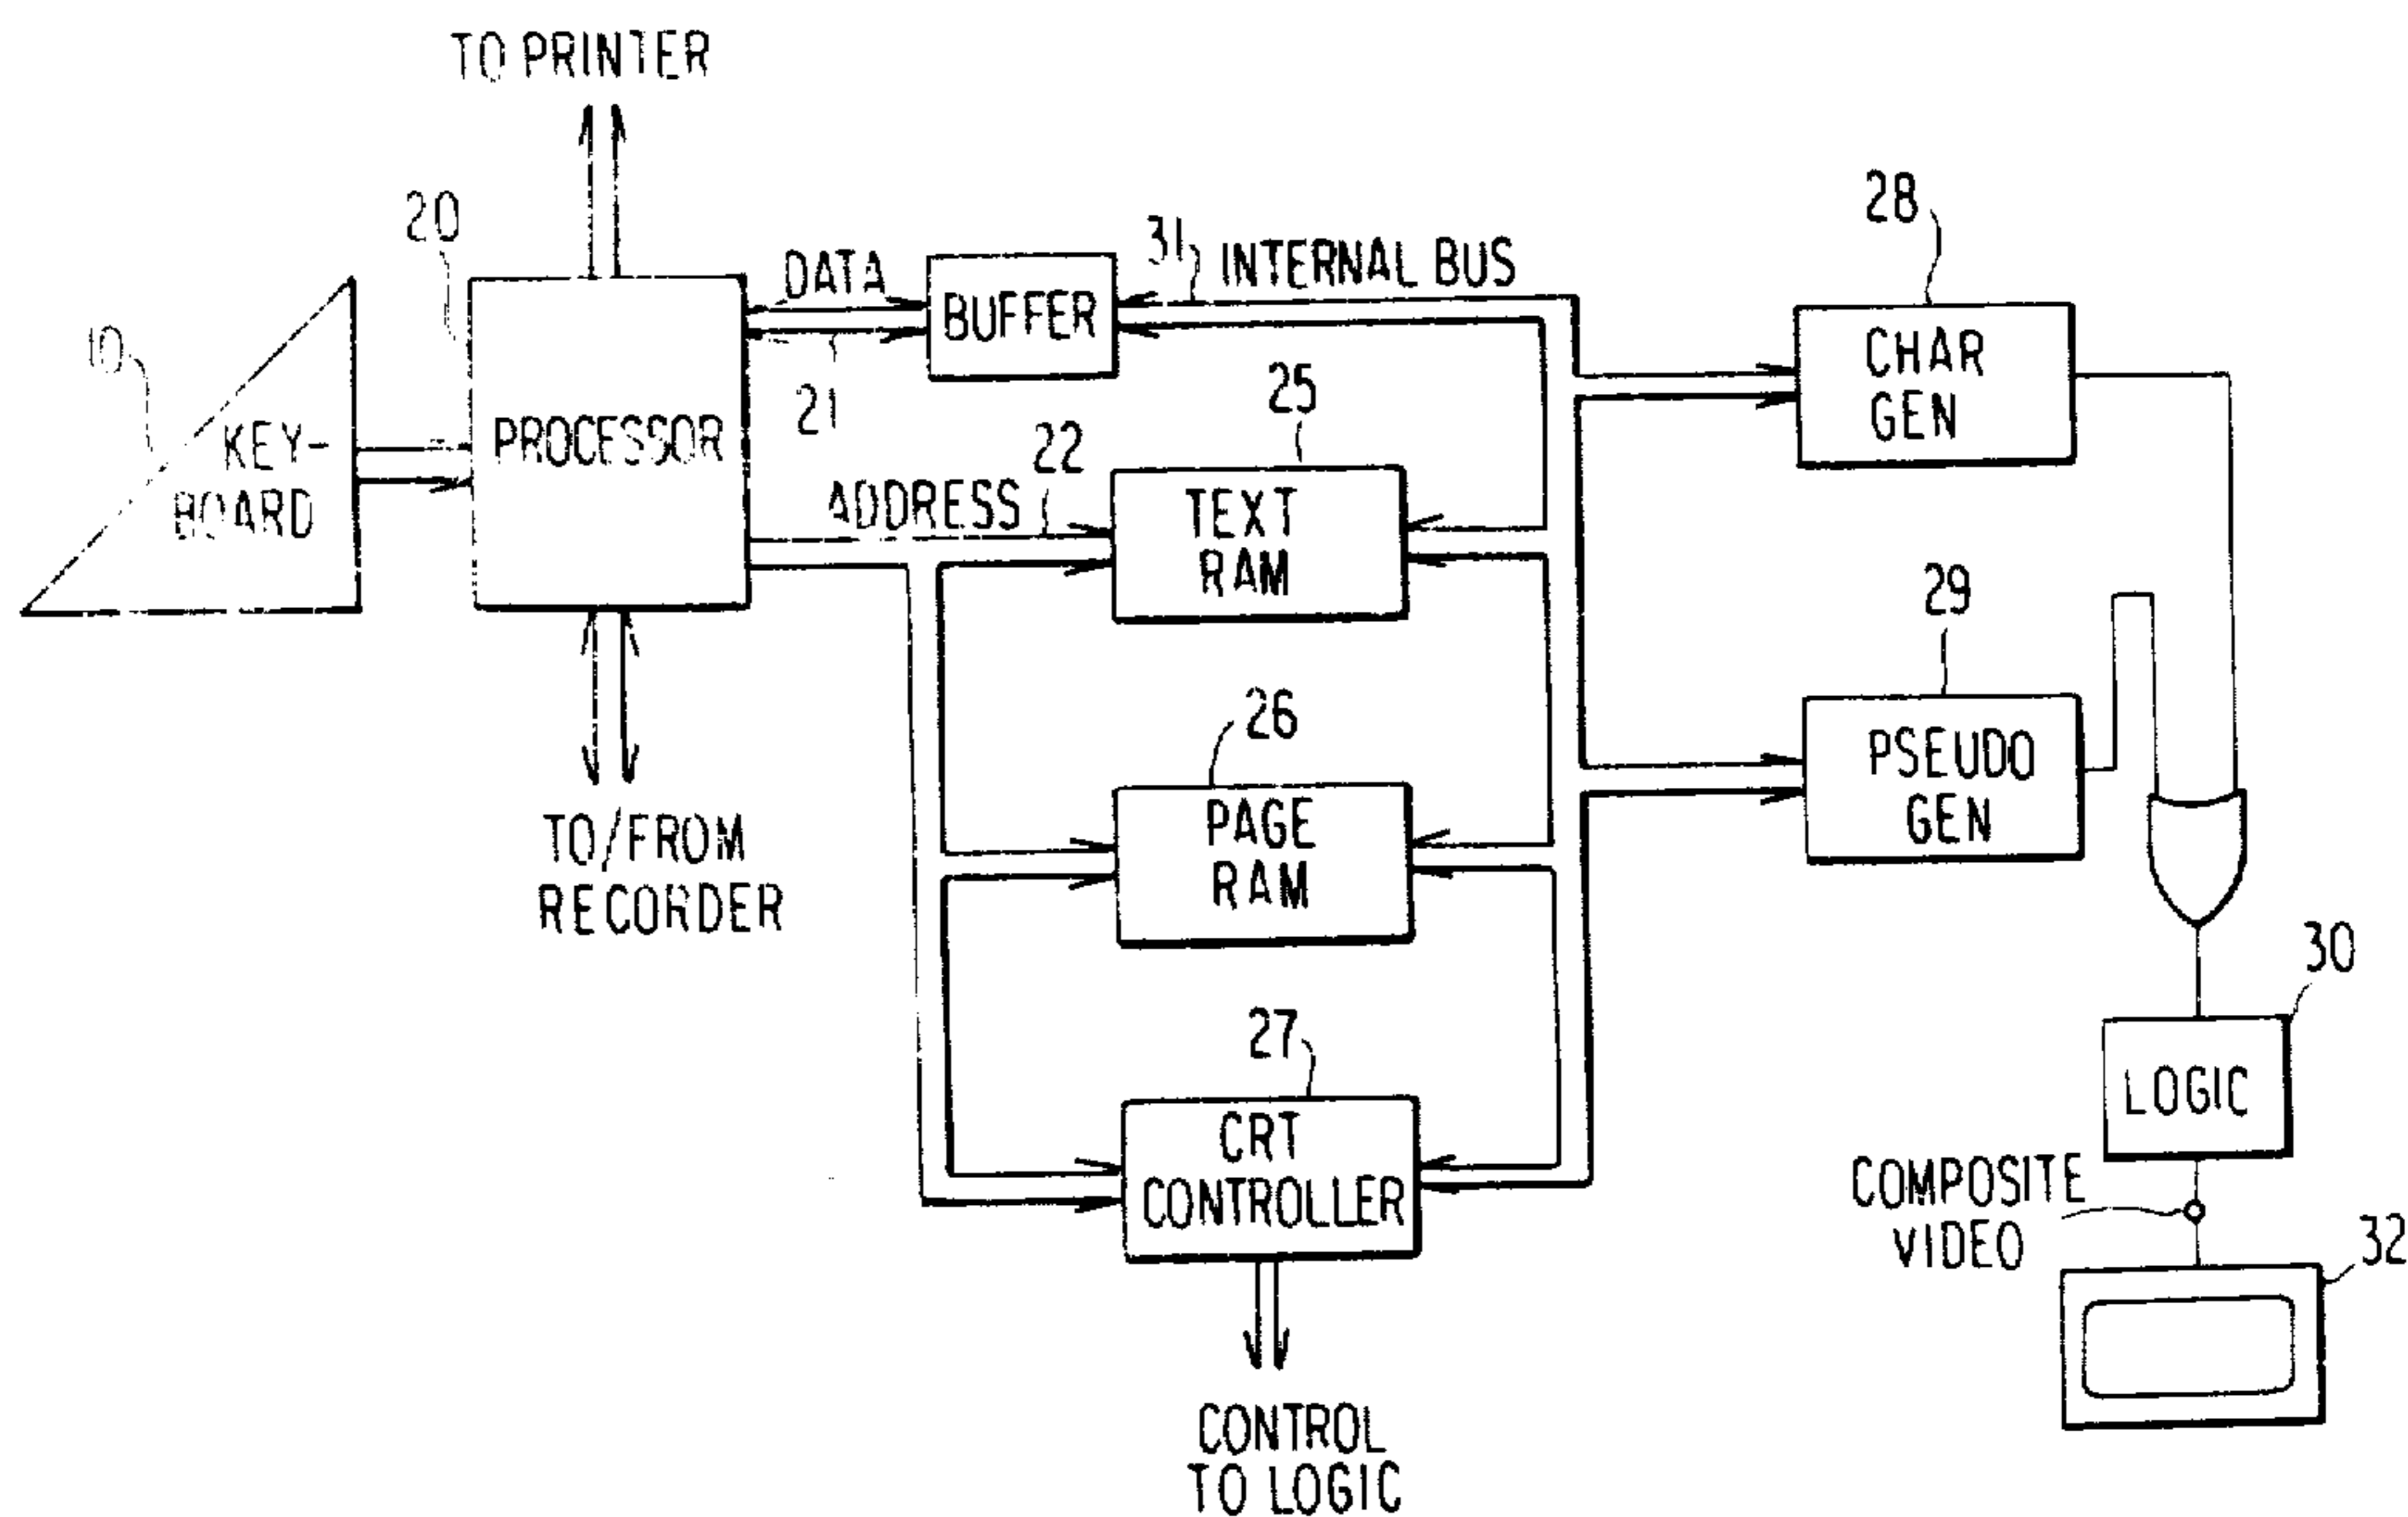 TO PRINTER
20
10
KEY-
BOARD
PROCESSOR
DATA
21
BUFFER
31
INTERNAL BUS
28
CHAR
GEN
25
22
ADDRESS
TEXT
RAM
29
PSEUDO
GEN
26
PAGE
RAM
TO/FROM
RECORDER
30
LOGIC
27
CRT
CONTROLLER
COMPOSITE
VIDEO
32
CONTROL
TO LOGIC